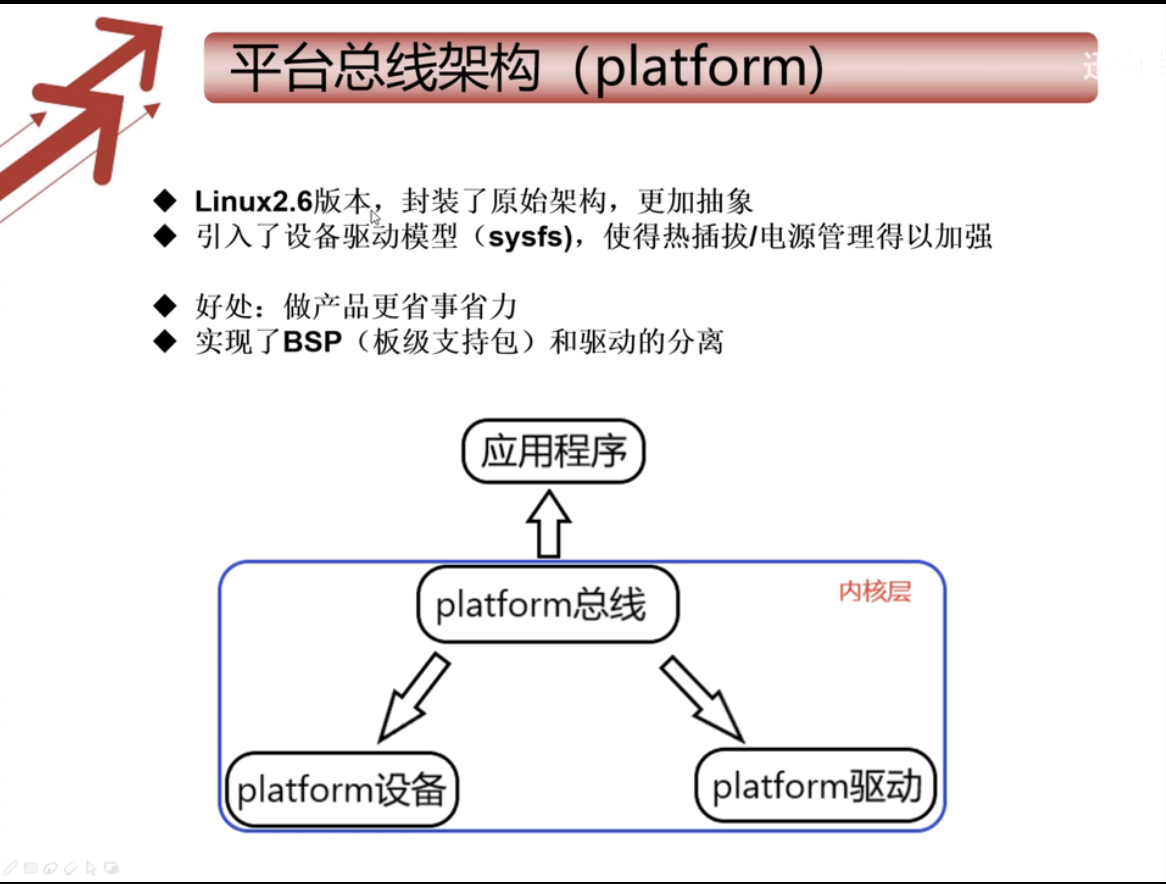 平台总线架构（platform）
◆ Linux2.6版本，封装了原始架构，更加抽象
◆ 引入了设备驱动模型（sysfs)，使得热插拔/电源管理得以加强
◆ 好处：做产品更省事省力
◆ 实现了BSP（板级支持包）和驱动的分离
应用程序
内核层
platform总线
platform设备
platform驱动